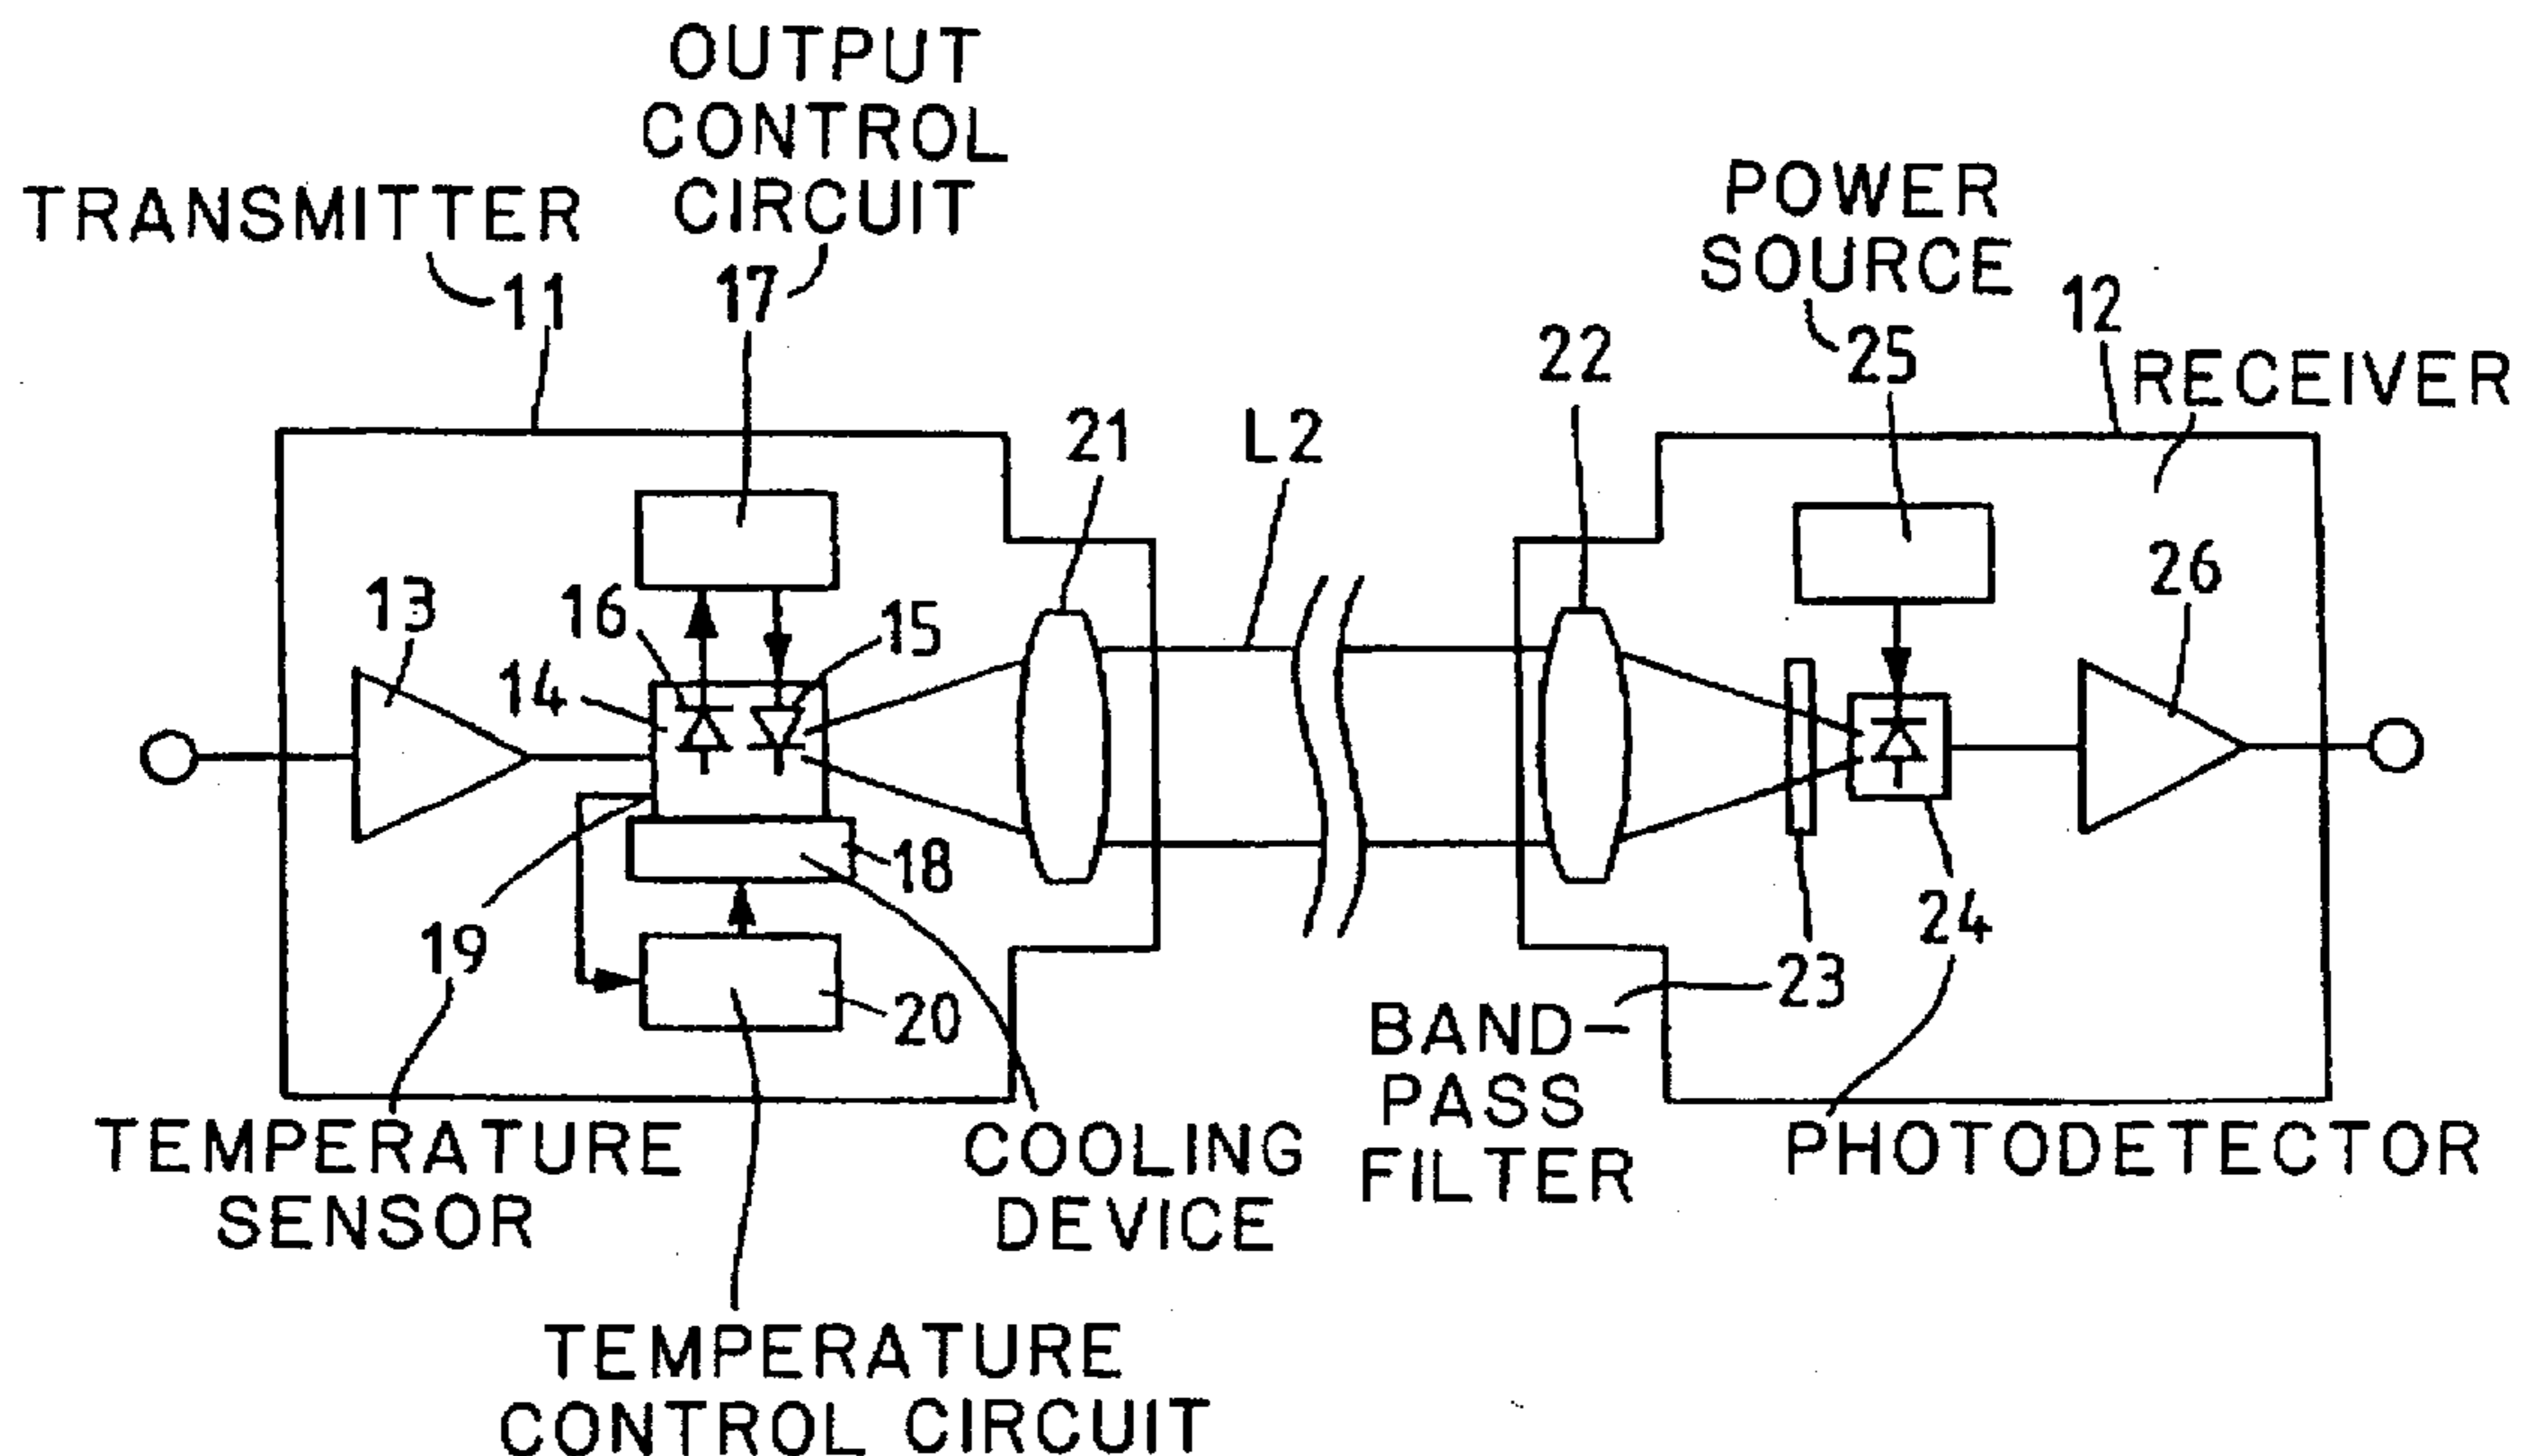 OUTPUT
CONTROL
CIRCUIT
17
TRANSMITTER
11
POWER
SOURCE
25
12
RECEIVER
22
21
L2
13
16
15
14
26
18
19
20
24
23
BAND-
PASS
FILTER
TEMPERATURE
SENSOR
COOLING
DEVICE
PHOTODETECTOR
TEMPERATURE
CONTROL CIRCUIT